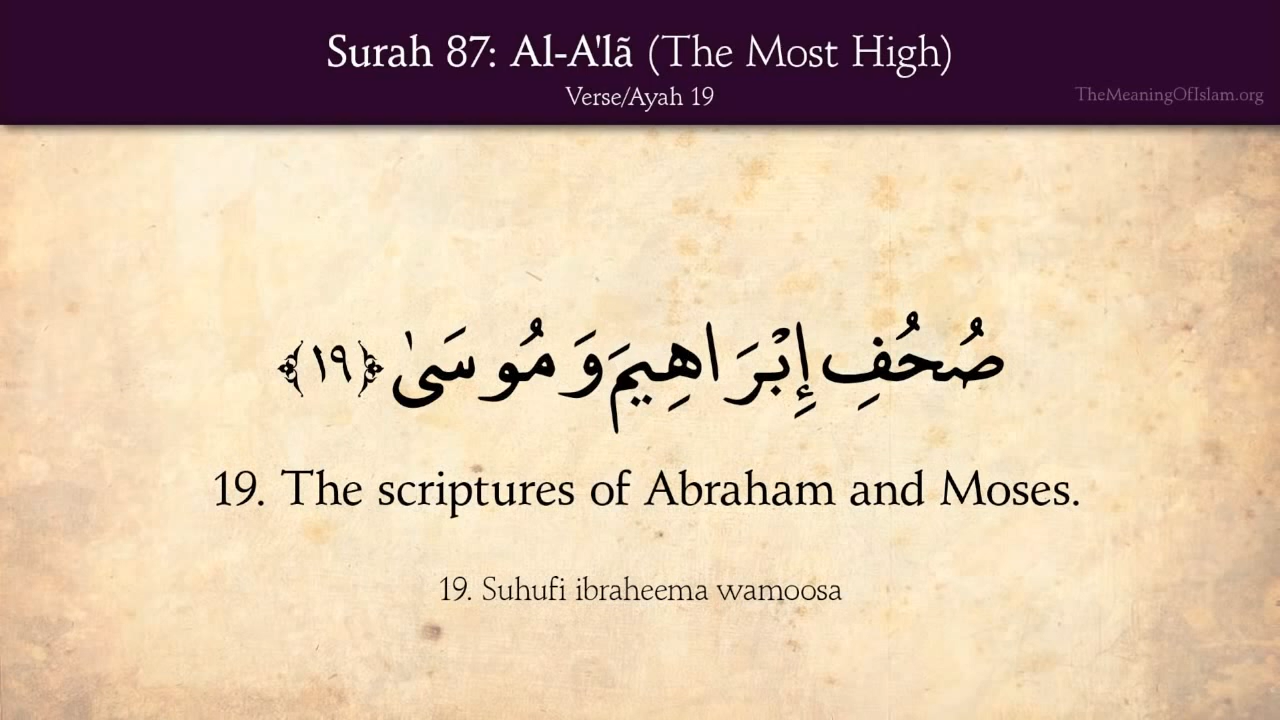 Surah 87: Al-A'lã (The Most High)
Verse/Ayah 19
TheMeaningOfIslam.org
صُحُفِ إِبْرَاهِيمَ وَمُوسَىٰ ﴿١٩﴾
19. The scriptures of Abraham and Moses.
19. Suhufi ibraheema wamoosa